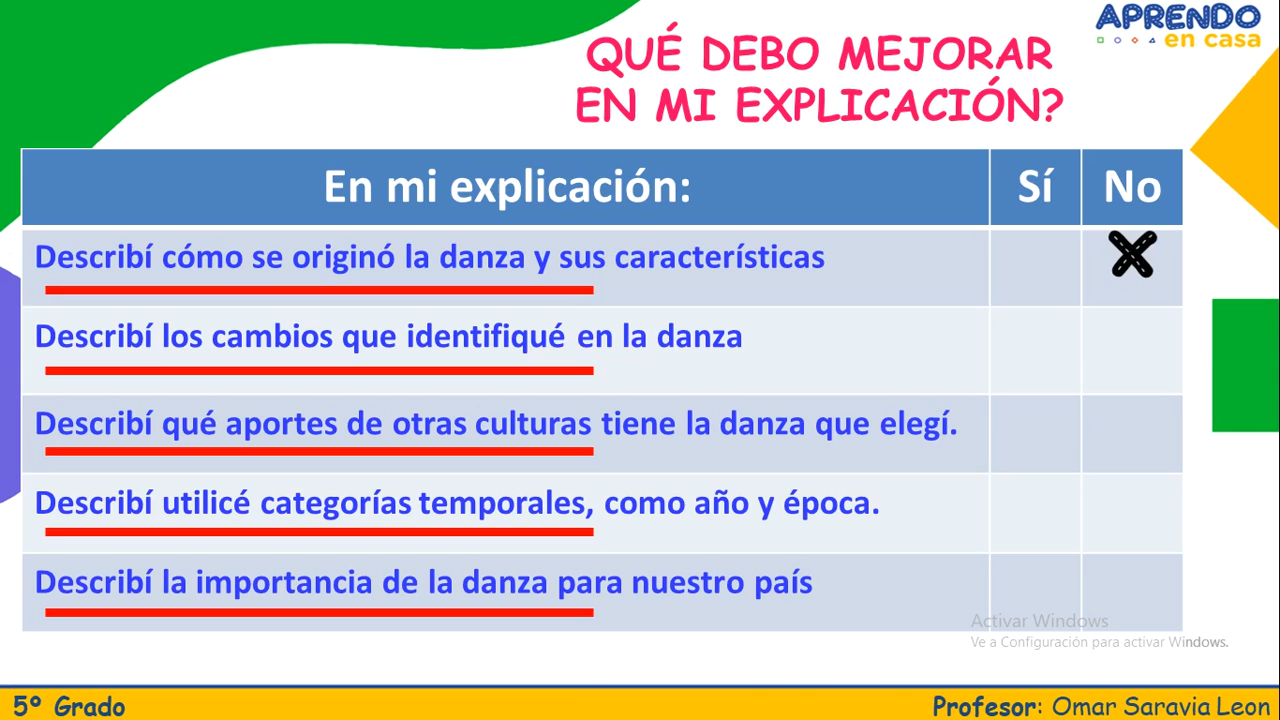 APRENDO
en casa
QUÉ DEBO MEJORAR
EN MI EXPLICACIÓN?
En mi explicación: Sí No
Describí cómo se originó la danza y sus características
Describí los cambios que identifiqué en la danza
Describí qué aportes de otras culturas tiene la danza que elegí.
Describí utilicé categorías temporales, como año y época.
Describí la importancia de la danza para nuestro país
Activar Windows
Ve a Configuración para activar Windows.
5º Grado Profesor: Omar Saravia Leon